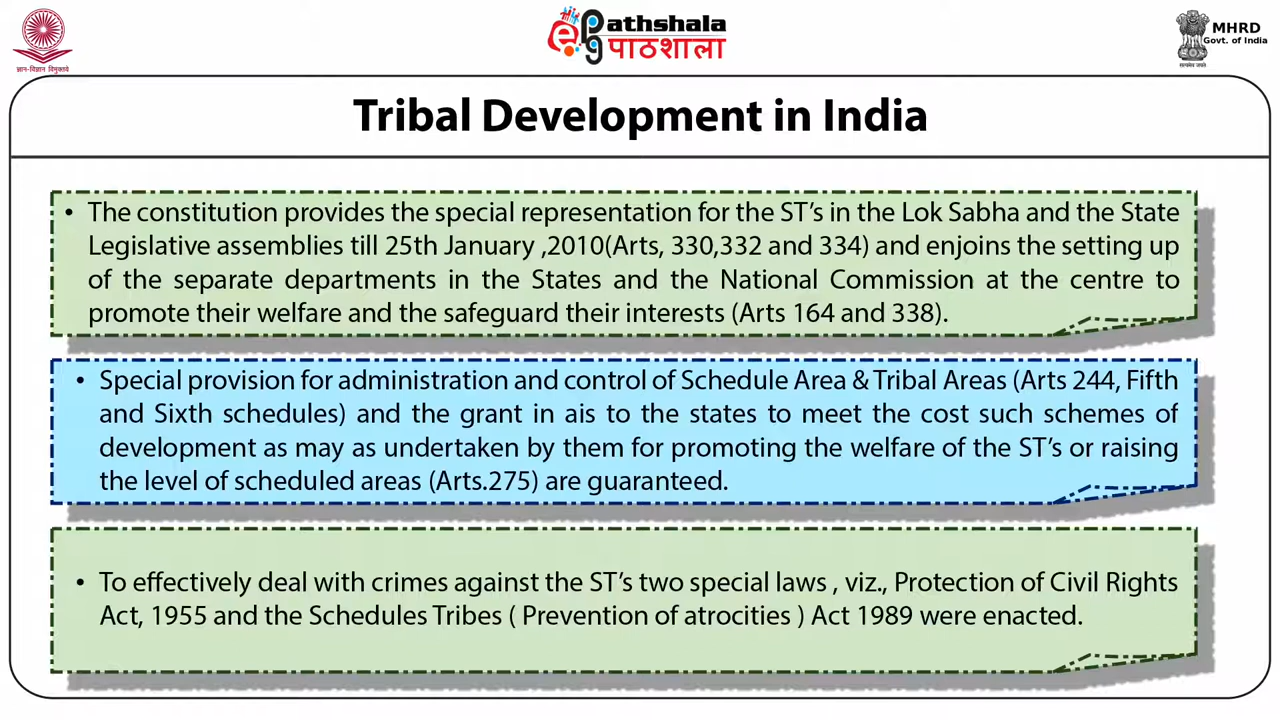 ज्ञान-विज्ञान विमुक्तये
ePathshala
पाठशाला
MHRD
Govt. of India
सत्यमेव जयते
Tribal Development in India
• The constitution provides the special representation for the ST's in the Lok Sabha and the State
Legislative assemblies till 25th January ,2010(Arts, 330,332 and 334) and enjoins the setting up
of the separate departments in the States and the National Commission at the centre to
promote their welfare and the safeguard their interests (Arts 164 and 338).
• Special provision for administration and control of Schedule Area & Tribal Areas (Arts 244, Fifth
and Sixth schedules) and the grant in ais to the states to meet the cost such schemes of
development as may as undertaken by them for promoting the welfare of the ST's or raising
the level of scheduled areas (Arts.275) are guaranteed.
• To effectively deal with crimes against the ST's two special laws , viz., Protection of Civil Rights
Act, 1955 and the Schedules Tribes ( Prevention of atrocities ) Act 1989 were enacted.